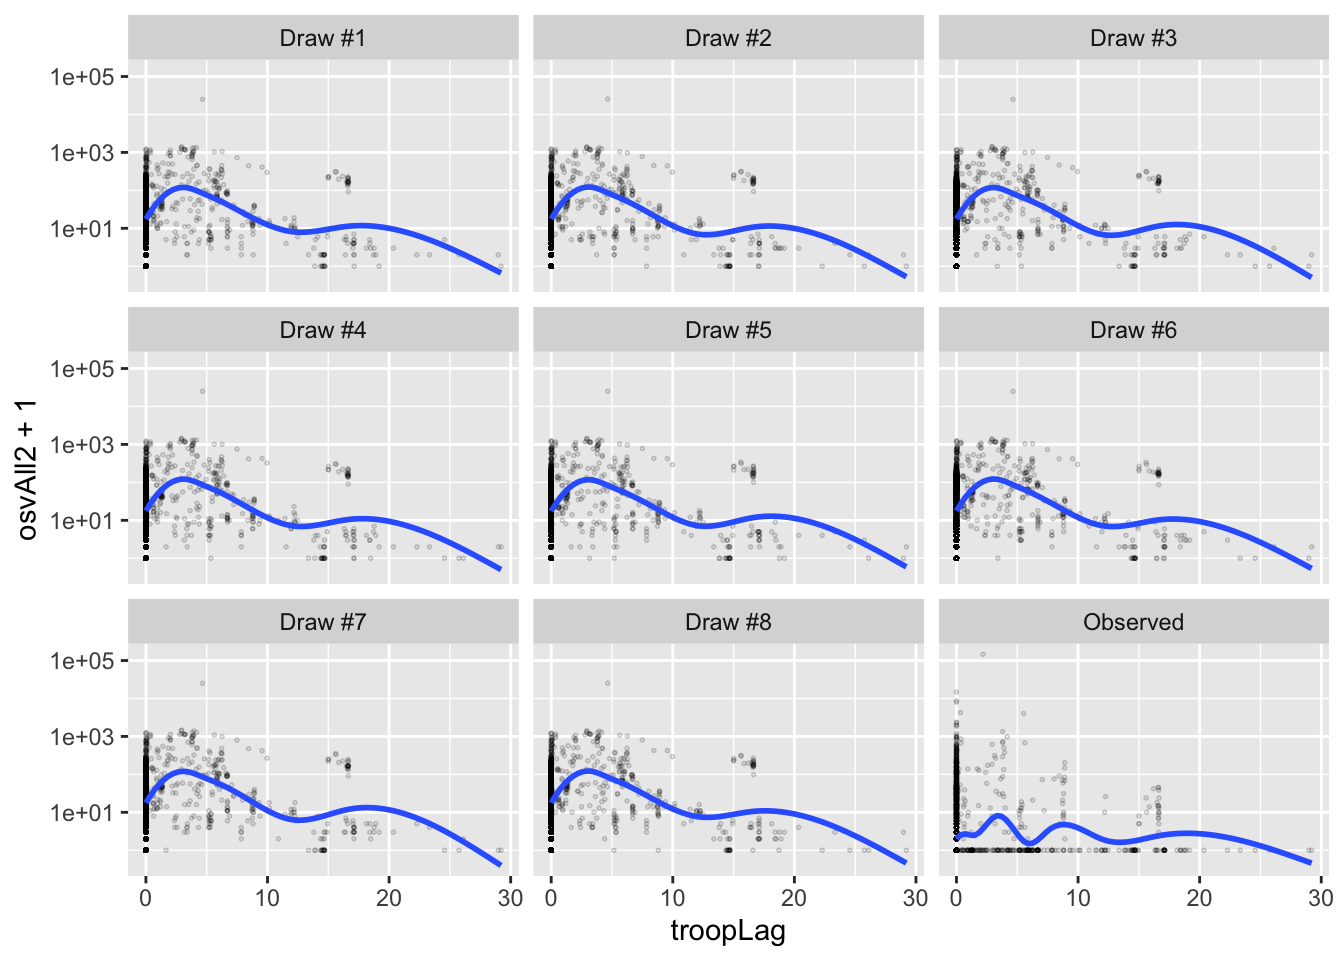 Draw #1 Draw #2 Draw #3
1e+05
1e+03
1e+01
Draw #4 Draw #5 Draw #6
1e+05
1e+03
1e+01
osvAll2 + 1
Draw #7 Draw #8 Observed
1e+05
1e+03
1e+01
0 10 20 30 0 10 20 30 0 10 20 30
troopLag